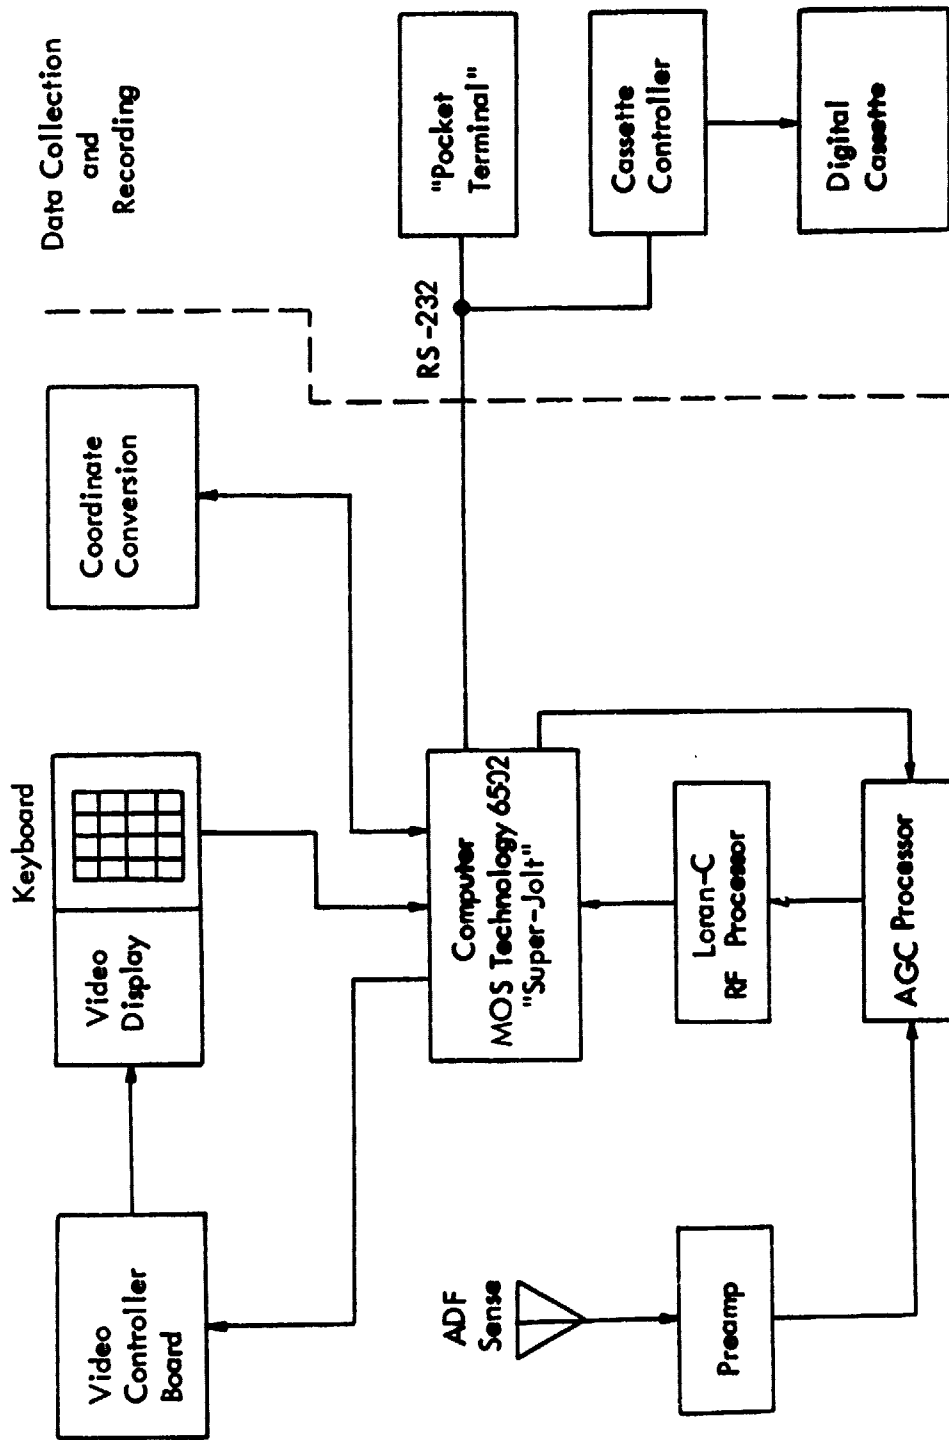 Keyboard
Data Collection
and
Recording
Video
Controller
Board
Video
Display
Coordinate
Conversion
ADF
Sense
Computer
MOS Technology 6502
"Super-Jolt"
RS-232
"Pocket
Terminal"
Preamp
Loran-C
RF Processor
Cassette
Controller
AGC Processor
Digital
Cassette